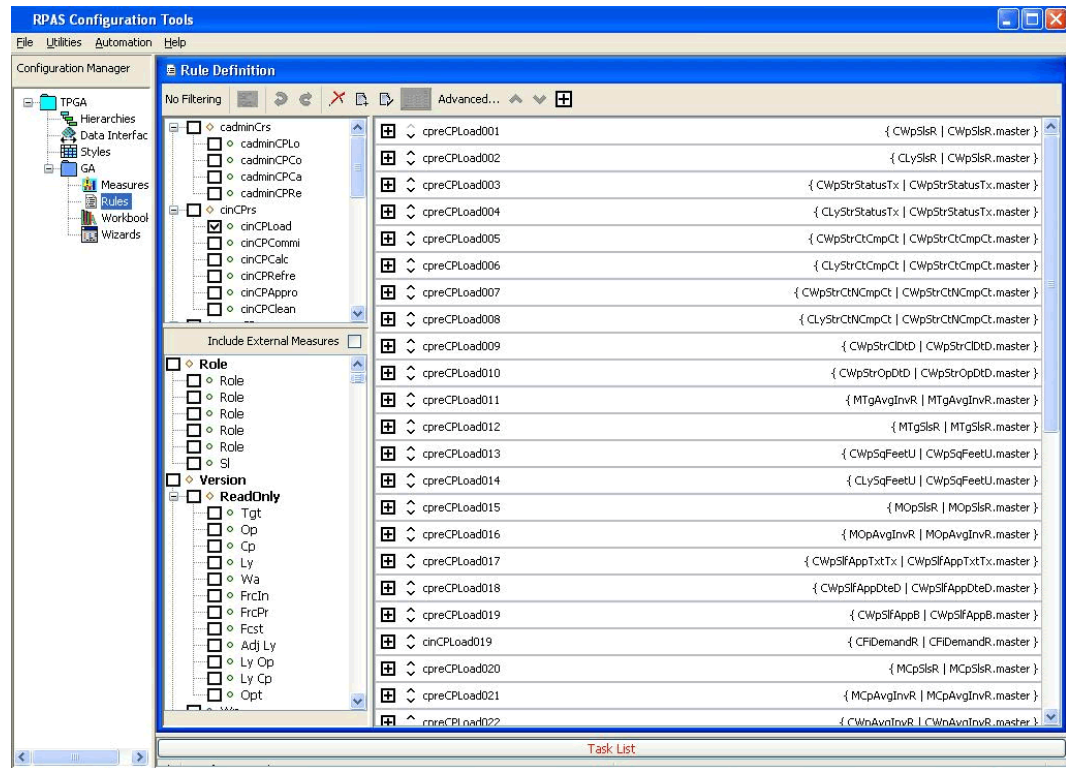 RPAS Configuration Tools
File Utilities Automation Help
Configuration Manager
TPGA
Hierarchies
Data Interfac
Styles
GA
Measures
Rules
Workbool
Wizards
Rule Definition
No Filtering Advanced...
cadminCrs
cadminCPLo
cadminCPCo
cadminCPCa
cadminCPRe
cinCPrs
cinCPLoad
cinCPCommi
cinCPCalc
cinCPRefre
cinCPAppro
cinCPClean
Include External Measures
Role
Role
Role
Role
Role
Role
Sl
Version
ReadOnly
Tgt
Op
Cp
Ly
Wa
FrcIn
FrcPr
Fcst
Adj Ly
Ly Op
Ly Cp
Opt
cpreCPLoad001 { CWpSlsR | CWpSlsR.master }
cpreCPLoad002 { CLySlsR | CWpSlsR.master }
cpreCPLoad003 { CWpStrStatusTx | CWpStrStatusTx.master }
cpreCPLoad004 { CLyStrStatusTx | CWpStrStatusTx.master }
cpreCPLoad005 { CWpStrCtCmpCt | CWpStrCtCmpCt.master }
cpreCPLoad006 { CLyStrCtCmpCt | CWpStrCtCmpCt.master }
cpreCPLoad007 { CWpStrCtNCmpCt | CWpStrCtNCmpCt.master }
cpreCPLoad008 { CLyStrCtNCmpCt | CWpStrCtNCmpCt.master }
cpreCPLoad009 { CWpStrClDtD | CWpStrClDtD.master }
cpreCPLoad010 { CWpStrOpDtD | CWpStrOpDtD.master }
cpreCPLoad011 { MTgAvgInvR | MTgAvgInvR.master }
cpreCPLoad012 { MTgSlsR | MTgSlsR.master }
cpreCPLoad013 { CWpSqFeetU | CWpSqFeetU.master }
cpreCPLoad014 { CLySqFeetU | CWpSqFeetU.master }
cpreCPLoad015 { MOpSlsR | MOpSlsR.master }
cpreCPLoad016 { MOpAvgInvR | MOpAvgInvR.master }
cpreCPLoad017 { CWpSlfAppTxtTx | CWpSlfAppTxtTx.master }
cpreCPLoad018 { CWpSlfAppDteD | CWpSlfAppDteD.master }
cpreCPLoad019 { CWpSlfAppB | CWpSlfAppB.master }
cinCPLoad019 { CFiDemandR | CFiDemandR.master }
cpreCPLoad020 { MCpSlsR | MCpSlsR.master }
cpreCPLoad021 { MCpAvgInvR | MCpAvgInvR.master }
cpreCPLoad022 { CWpAvgInvR | CWpAvgInvR.master }
Task List